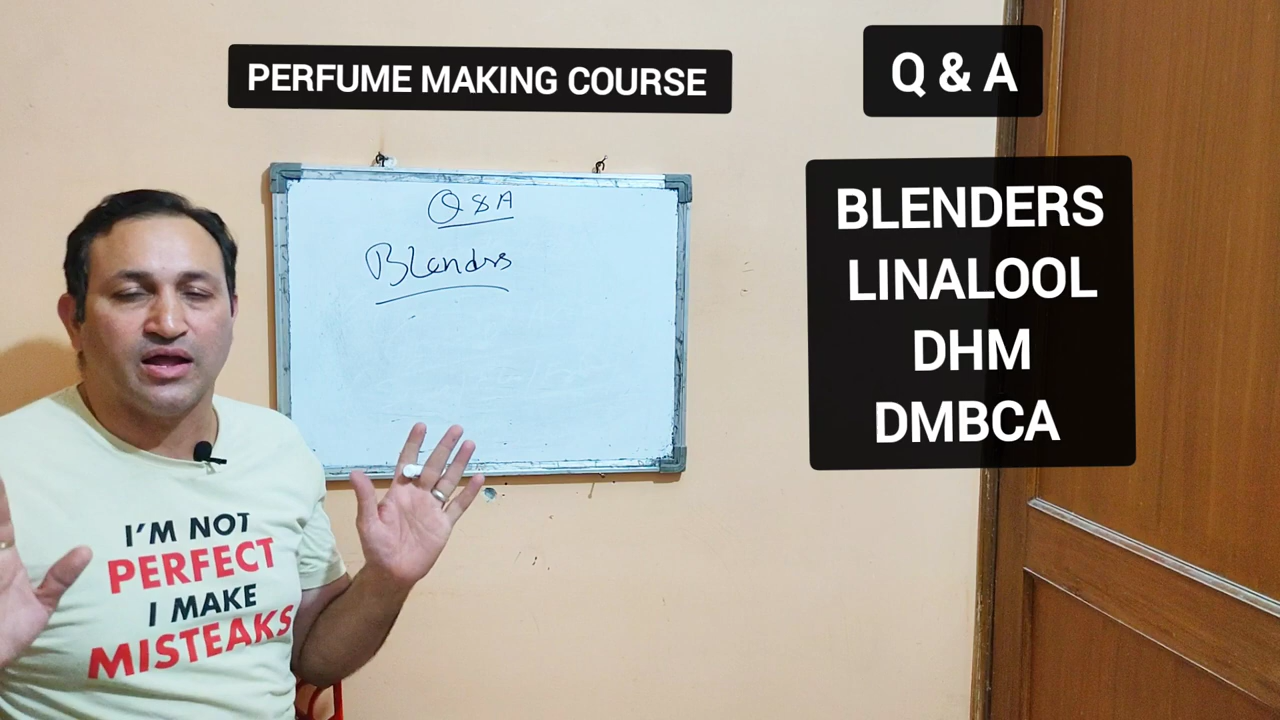 PERFUME MAKING COURSE
Q & A
BLENDERS
LINALOOL
DHM
DMBCA
Q & A
Blenders
I'M NOT
PERFECT
I MAKE
MISTEAKS